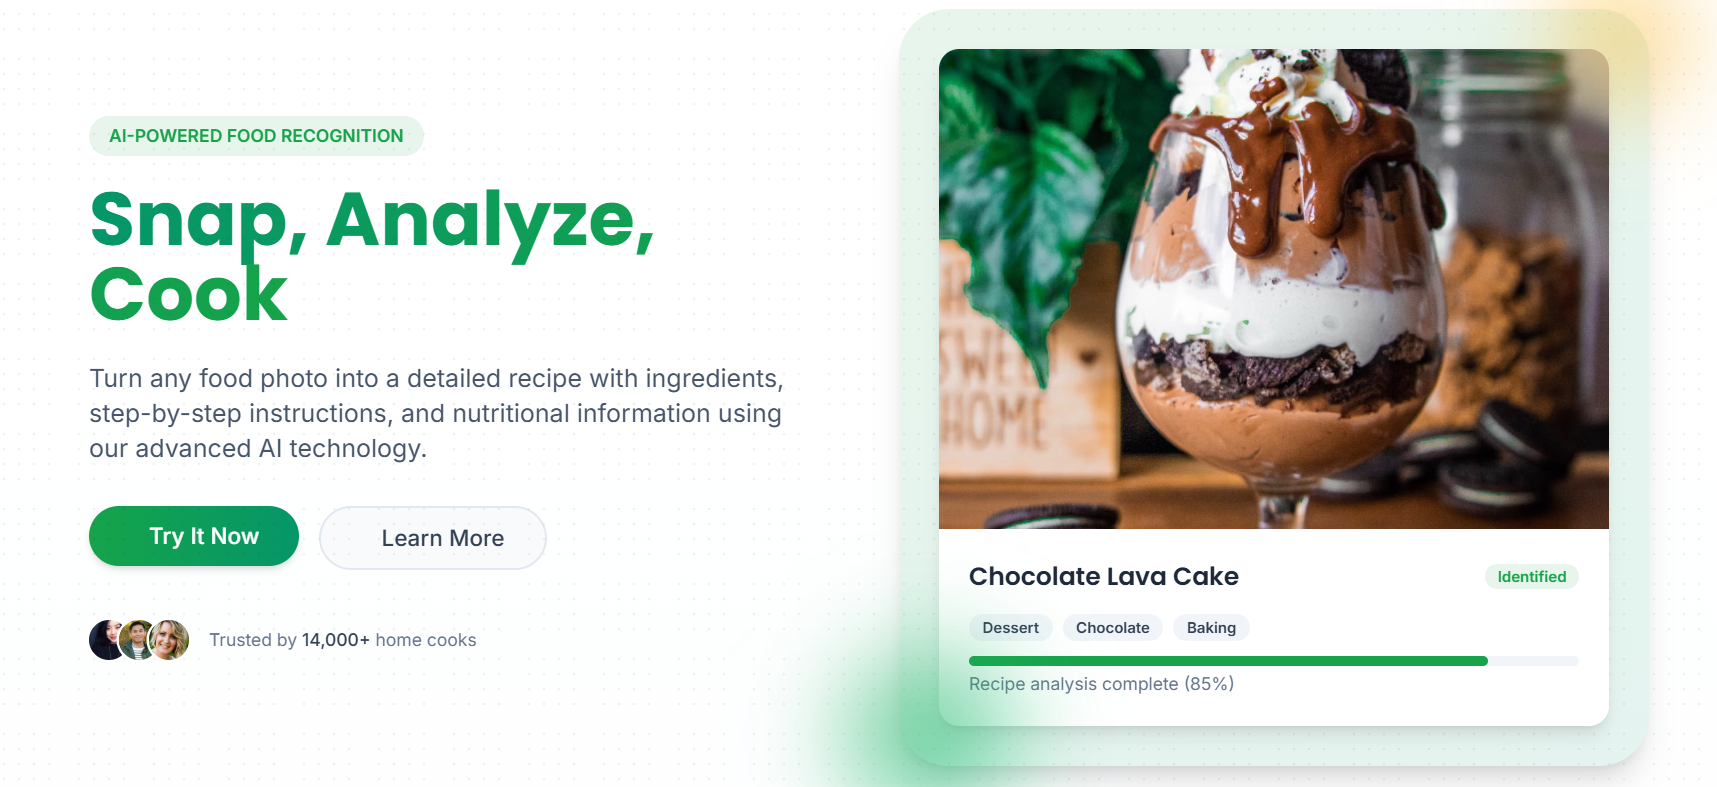 AI-POWERED FOOD RECOGNITION
Snap, Analyze,
Cook
Turn any food photo into a detailed recipe with ingredients,
step-by-step instructions, and nutritional information using
our advanced AI technology.
Try It Now
Learn More
Trusted by 14,000+ home cooks
HOME
Chocolate Lava Cake
Identified
Dessert
Chocolate
Baking
Recipe analysis complete (85%)